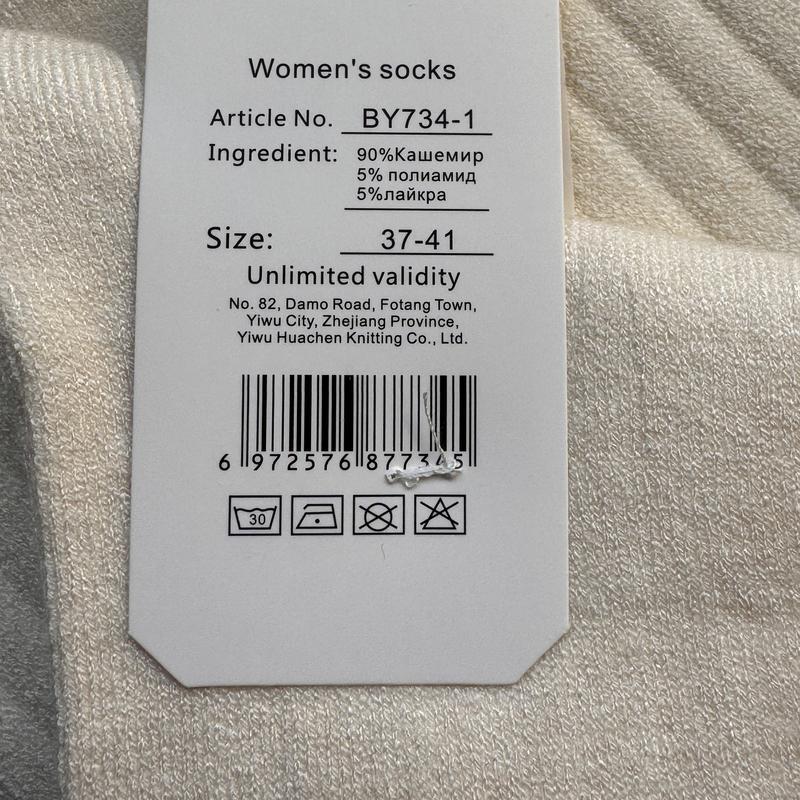 Women's socks
Article No. BY734-1
Ingredient: 90%Кашемир
5% полиамид
5%лайкра
Size: 37-41
Unlimited validity
No. 82, Damo Road, Fotang Town,
Yiwu City, Zhejiang Province,
Yiwu Huachen Knitting Co., Ltd.
6 972576 877345
30